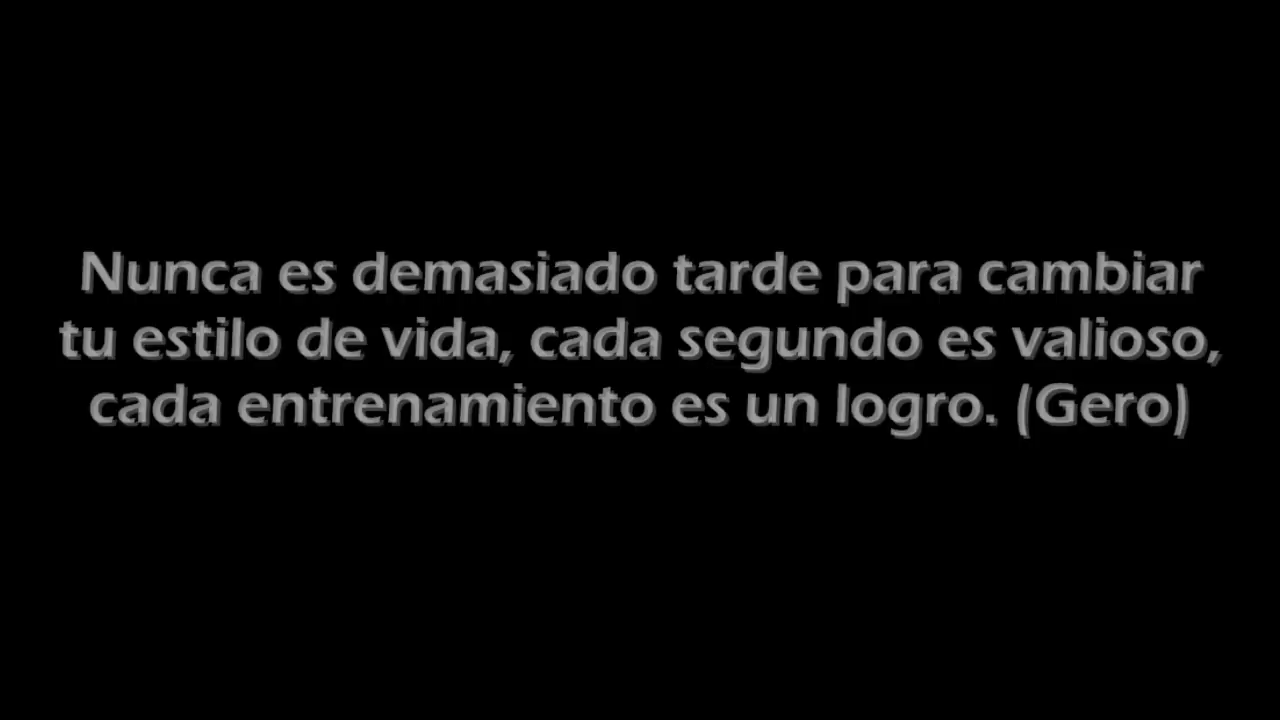 Nunca es demasiado tarde para cambiar
tu estilo de vida, cada segundo es valioso,
cada entrenamiento es un logro. (Gero)